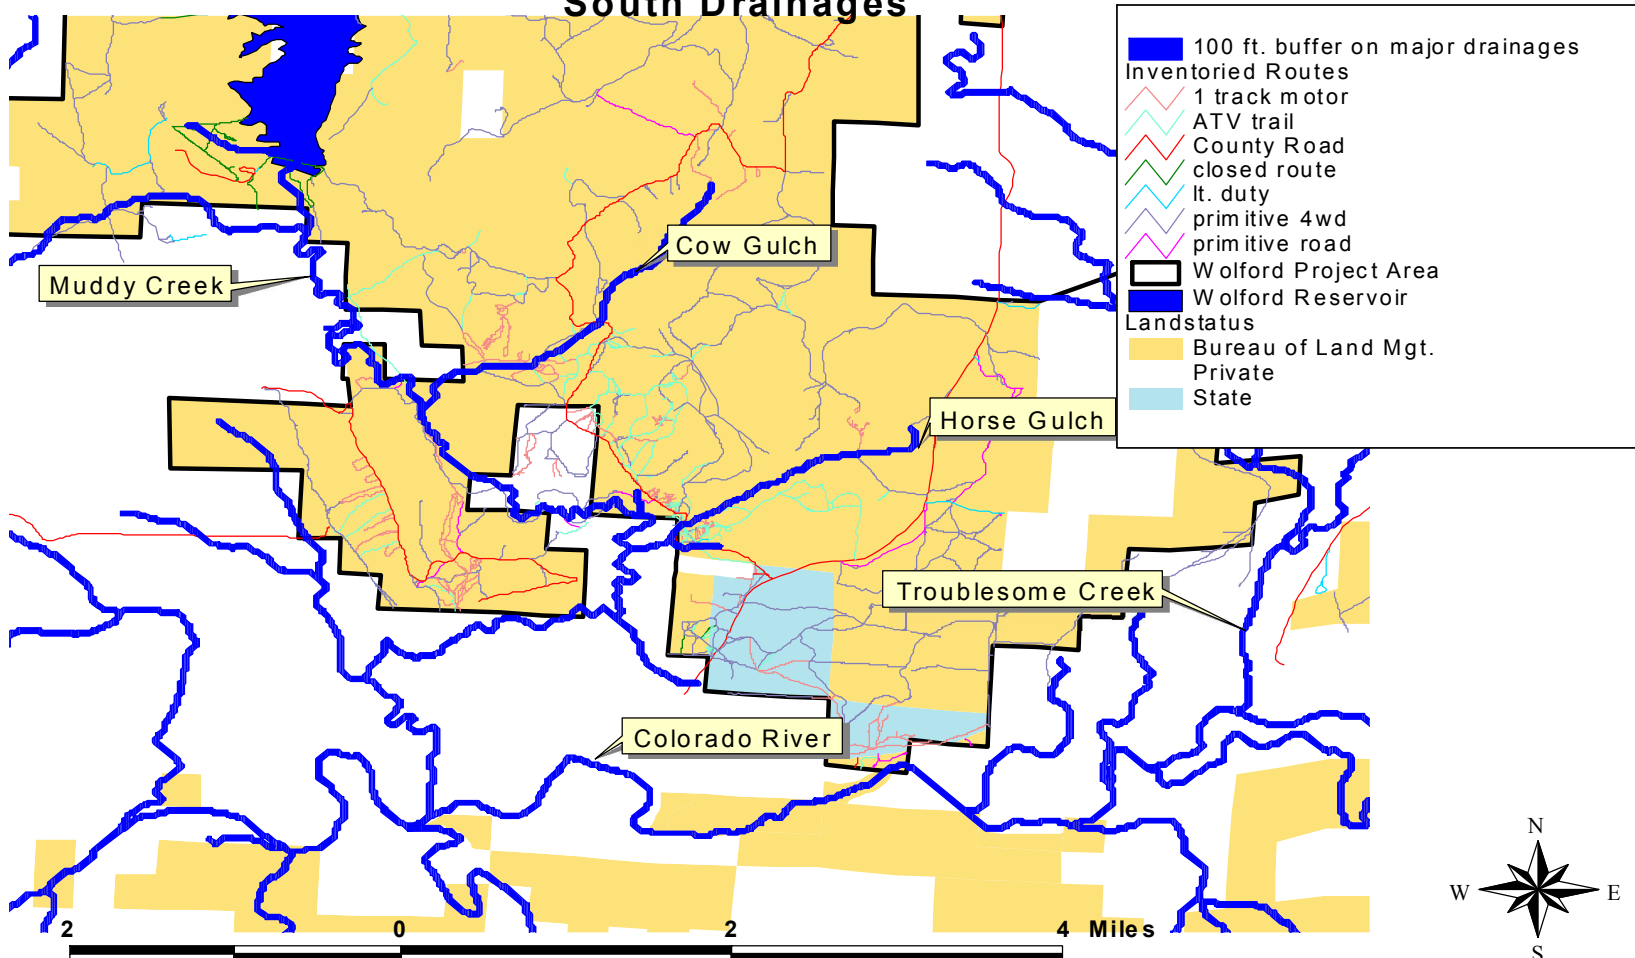 South Drainages
100 ft. buffer on major drainages
Inventoried Routes
1 track motor
ATV trail
County Road
closed route
lt. duty
primitive 4wd
primitive road
Wolford Project Area
Wolford Reservoir
Landstatus
Bureau of Land Mgt.
Private
State
Cow Gulch
Muddy Creek
Horse Gulch
Troublesome Creek
Colorado River
N
W E
S
2 0 2 4 Miles